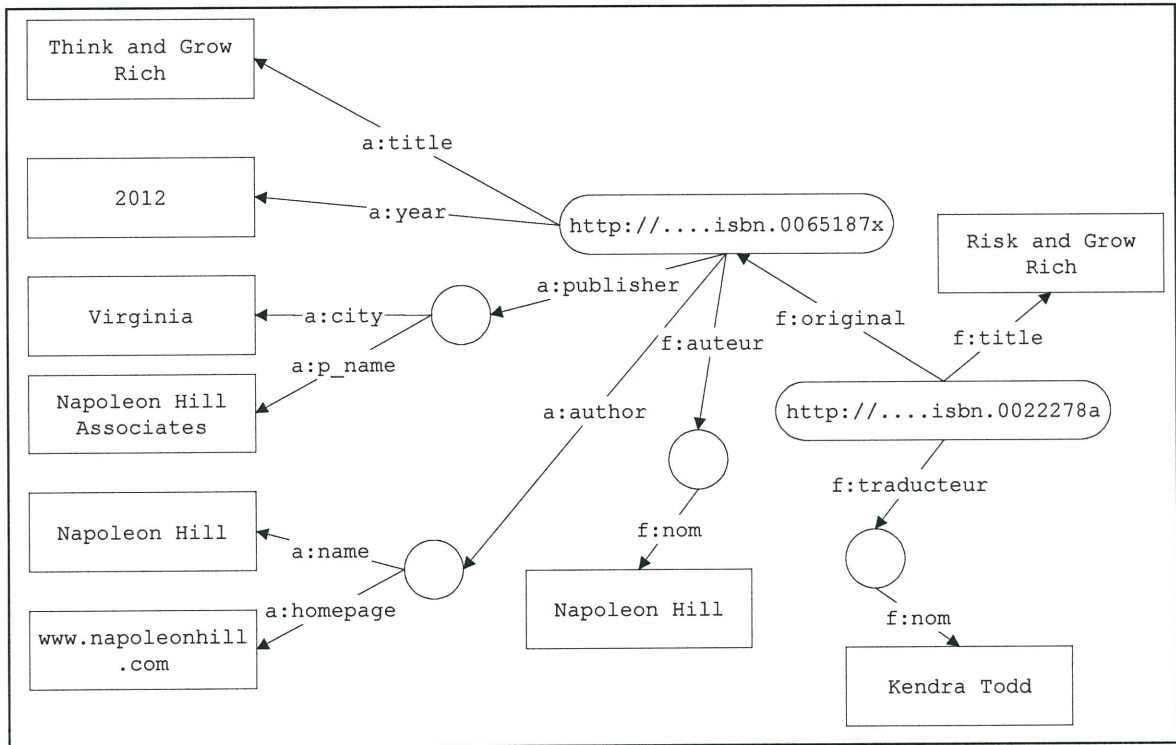 Think and Grow
Rich
a:title
2012
a:year
http://....isbn.0065187x
Risk and Grow
Rich
a:publisher
Virginia
a:city
f:original
f:auteur
f:title
a:p_name
Napoleon Hill
Associates
a:author
http://....isbn.0022278a
f:traducteur
Napoleon Hill
a:name
f:nom
a:homepage
Napoleon Hill
www.napoleonhill
.com
f:nom
Kendra Todd